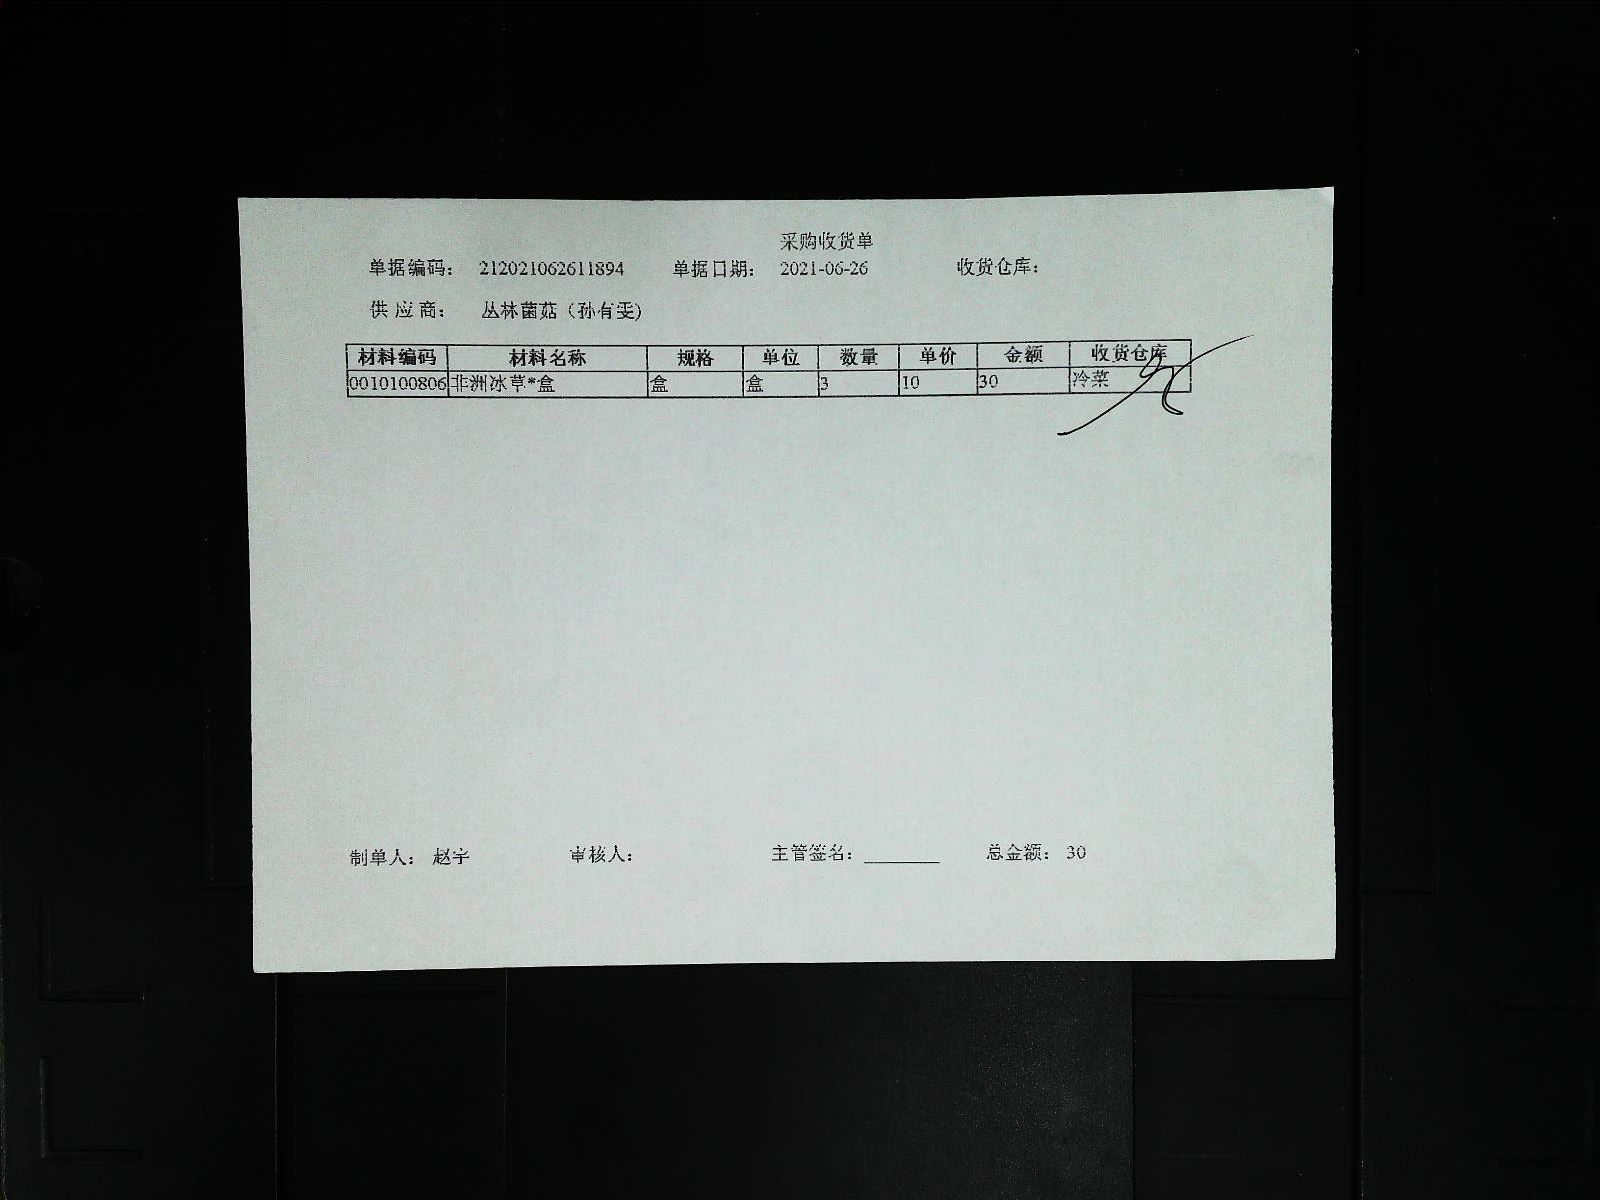 采购收货单
单据编码： 212021062611894 单据日期： 2021-06-26 收货仓库：
供应商： 丛林菌菇（孙有雯）
材料编码 材料名称 规格 单位 数量 单价 金额 收货仓库
0010100806 非洲冰草*盒 盒 盒 3 10 30 冷菜
制单人： 赵宇 审核人： 主管签名：_______ 总金额： 30